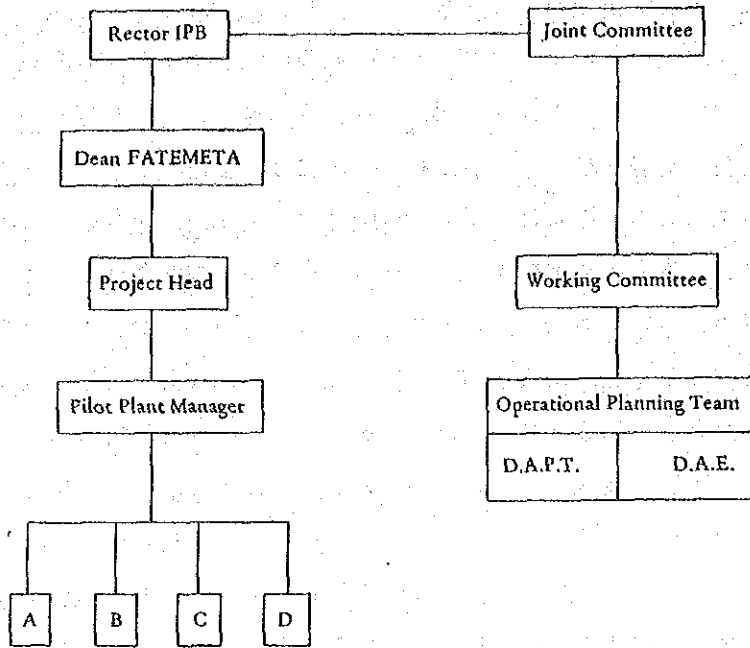 Rector IPB
Joint Committee
Dean FATEMETA
Project Head
Working Committee
Pilot Plant Manager
Operational Planning Team
D.A.P.T.
D.A.E.
A
B
C
D